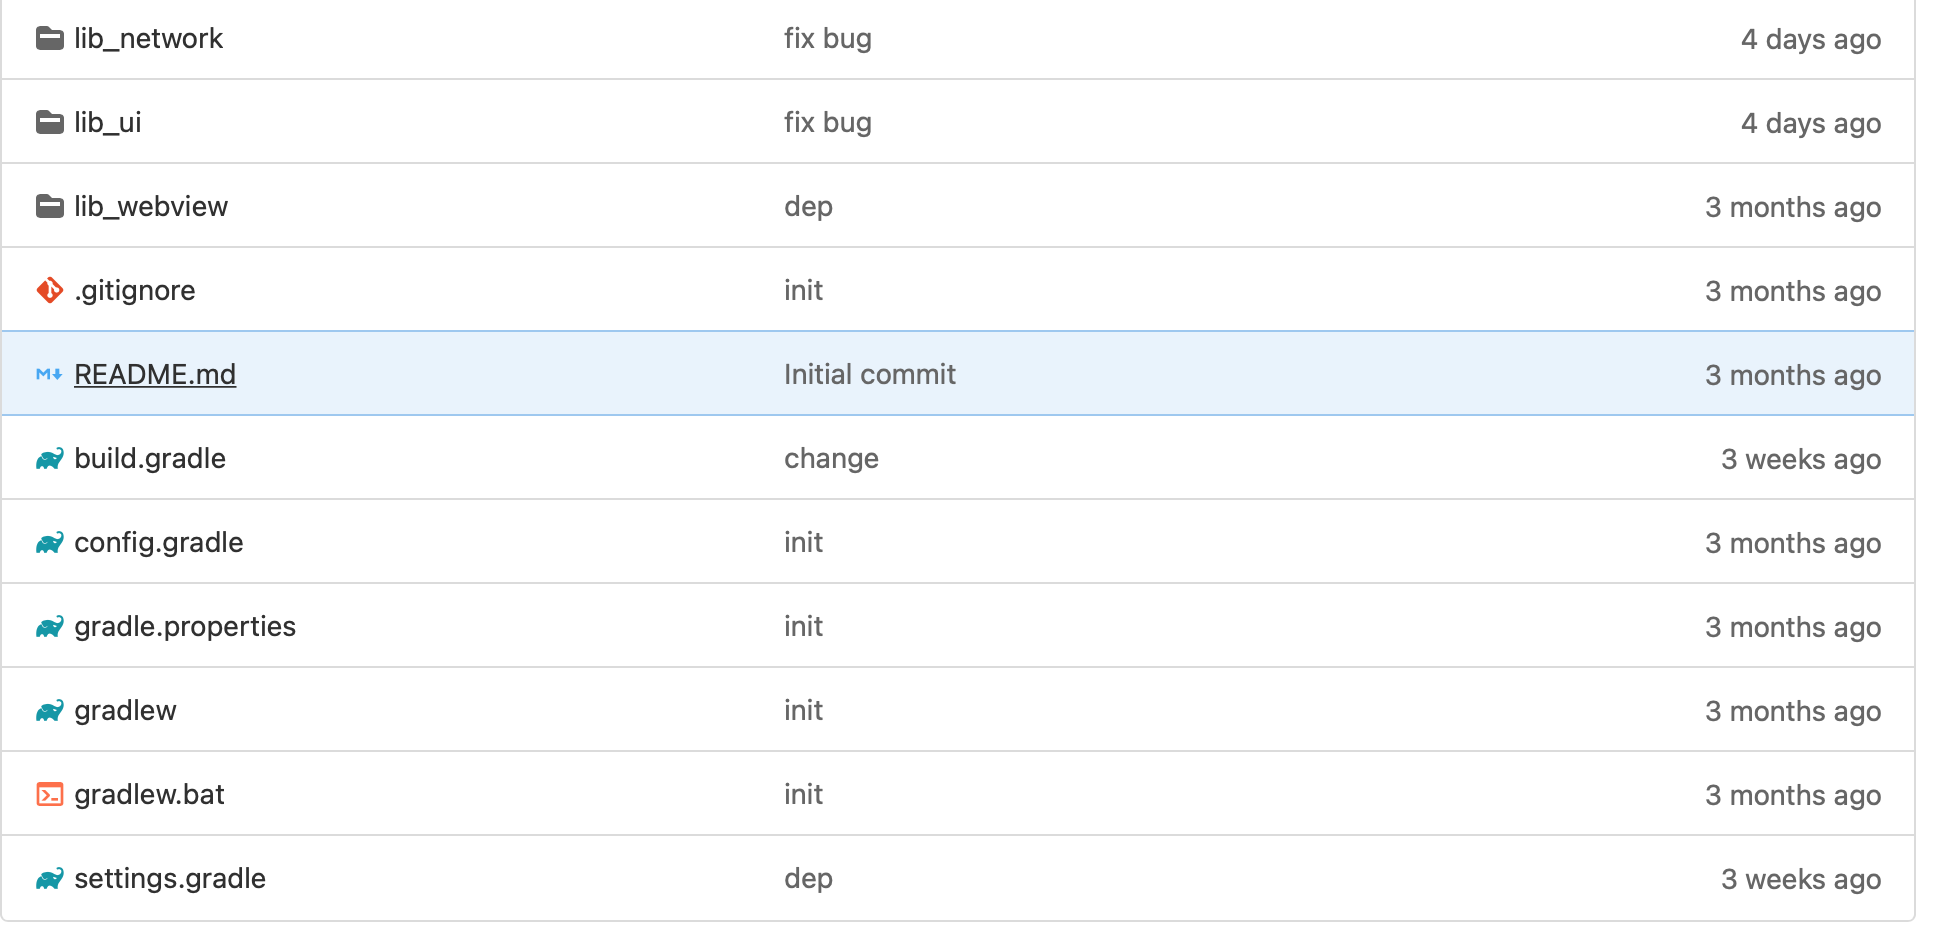 lib_network fix bug 4 days ago
lib_ui fix bug 4 days ago
lib_webview dep 3 months ago
.gitignore init 3 months ago
README.md Initial commit 3 months ago
build.gradle change 3 weeks ago
config.gradle init 3 months ago
gradle.properties init 3 months ago
gradlew init 3 months ago
gradlew.bat init 3 months ago
settings.gradle dep 3 weeks ago